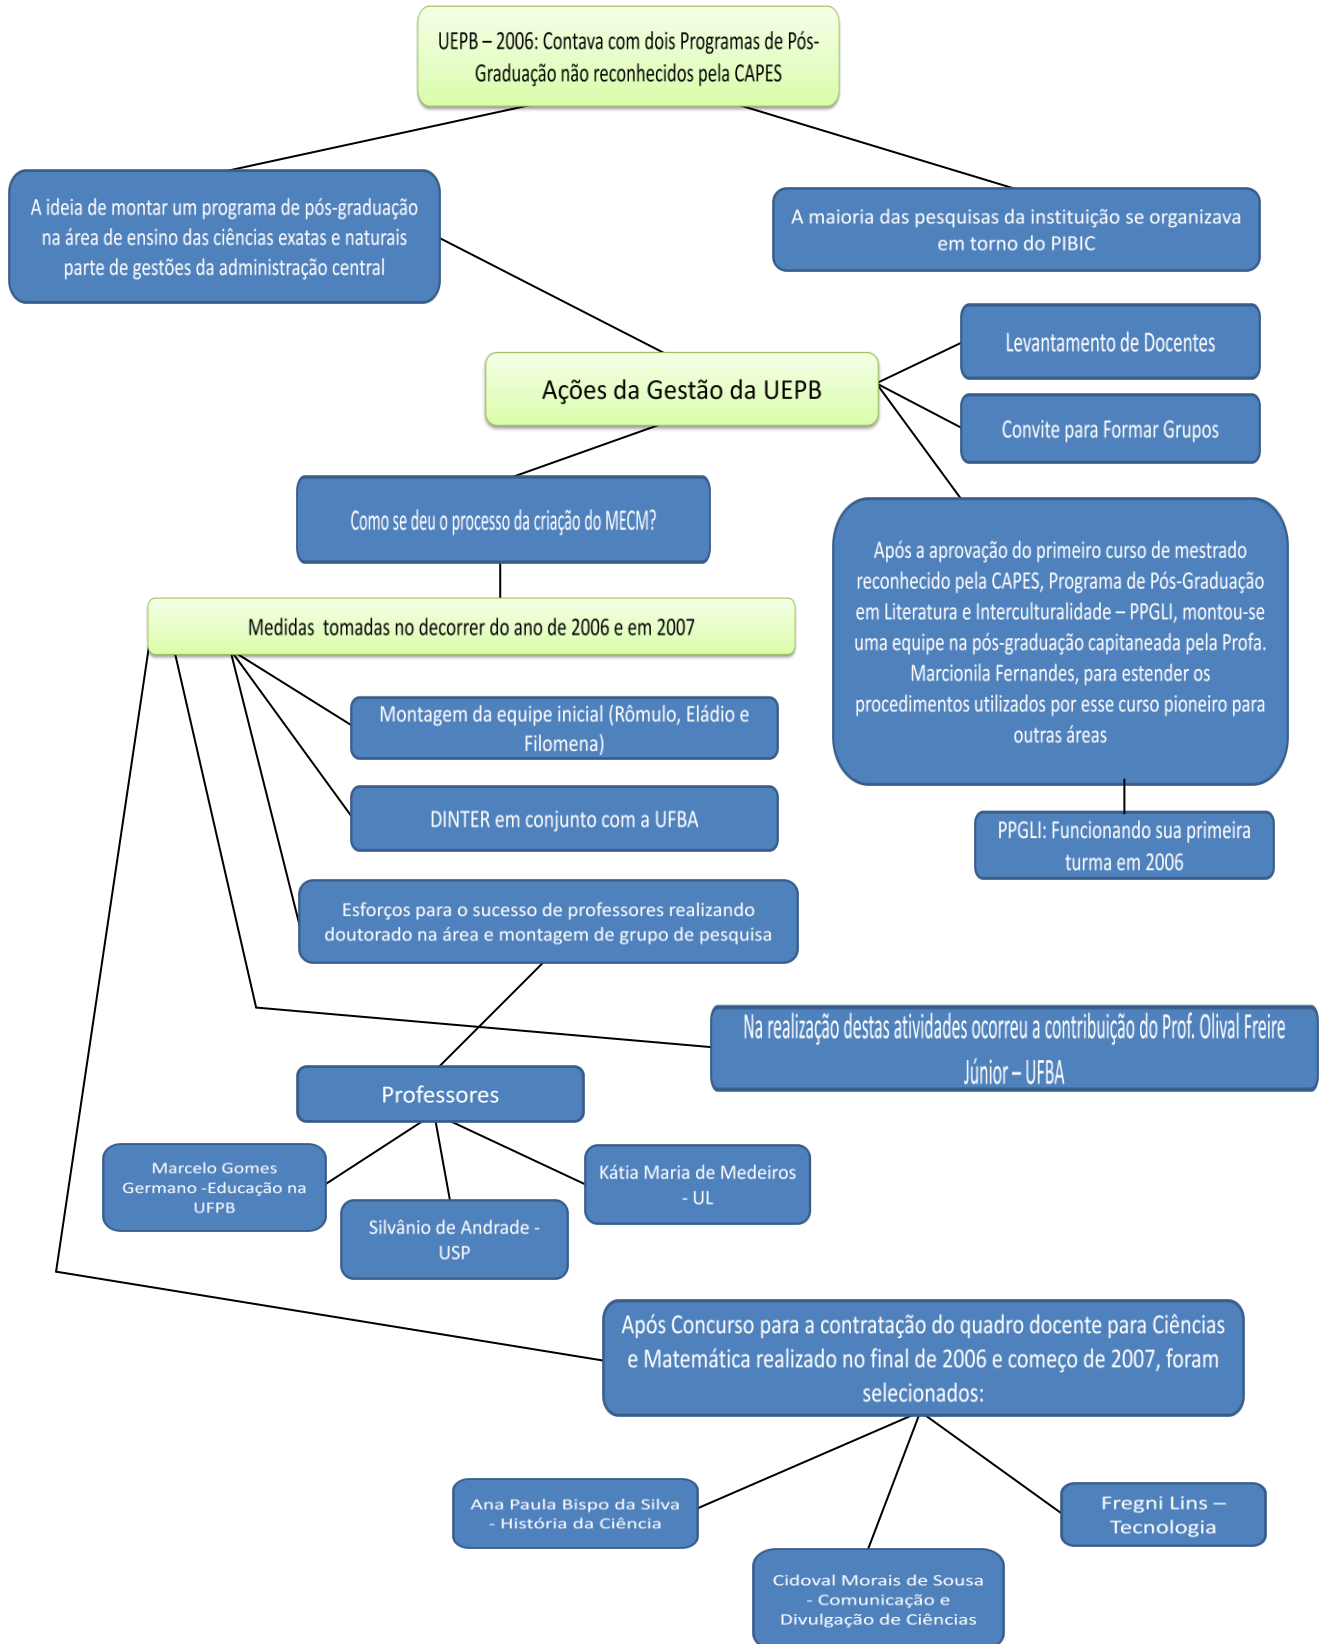 UEPB – 2006: Contava com dois Programas de Pós-
Graduação não reconhecidos pela CAPES
A ideia de montar um programa de pós-graduação
na área de ensino das ciências exatas e naturais
parte de gestões da administração central
A maioria das pesquisas da instituição se organizava
em torno do PIBIC
Levantamento de Docentes
Ações da Gestão da UEPB
Convite para Formar Grupos
Como se deu o processo da criação do MECM?
Após a aprovação do primeiro curso de mestrado
reconhecido pela CAPES, Programa de Pós-Graduação
em Literatura e Interculturalidade – PPGLI, montou-se
uma equipe na pós-graduação capitaneada pela Profa.
Marcionila Fernandes, para estender os
procedimentos utilizados por esse curso pioneiro para
outras áreas
Medidas  tomadas no decorrer do ano de 2006 e em 2007
Montagem da equipe inicial (Rômulo, Eládio e
Filomena)
DINTER em conjunto com a UFBA
PPGLI: Funcionando sua primeira
turma em 2006
Esforços para o sucesso de professores realizando
doutorado na área e montagem de grupo de pesquisa
Na realização destas atividades ocorreu a contribuição do Prof. Olival Freire
Júnior – UFBA
Professores
Marcelo Gomes
Germano -Educação na
UFPB
Silvânio de Andrade -
USP
Kátia Maria de Medeiros
- UL
Após Concurso para a contratação do quadro docente para Ciências
e Matemática realizado no final de 2006 e começo de 2007, foram
selecionados:
Ana Paula Bispo da Silva
- História da Ciência
Cidoval Morais de Sousa
- Comunicação e
Divulgação de Ciências
Fregni Lins –
Tecnologia